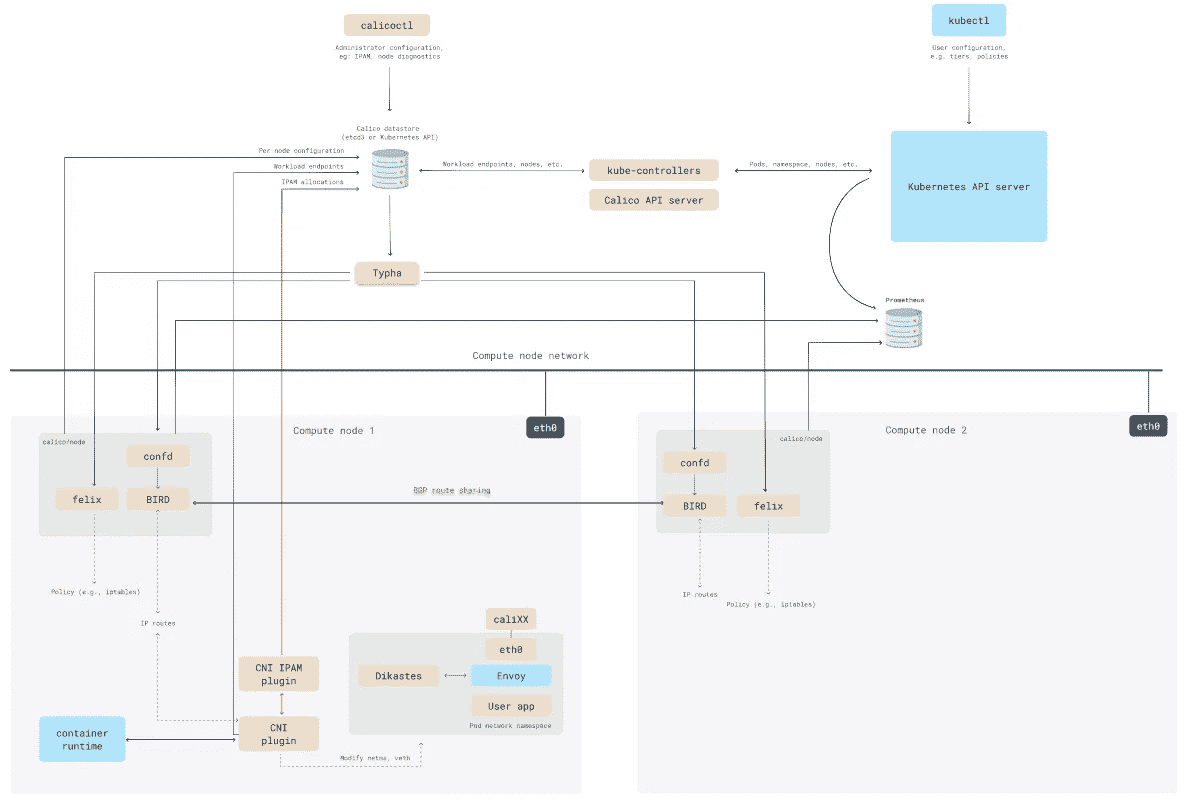 calicoctl
kubectl
Administrator configuration,
eg: IPAM, node diagnostics
User configuration,
e.g. tiers, policies
Calico datastore
(etcd3 or Kubernetes API)
Per-node configuration
Workload endpoints
IPAM allocations
Workload endpoints, nodes, etc.
kube-controllers
Calico API server
Pods, namespace, nodes, etc.
Kubernetes API server
Typha
Prometheus
Compute node network
eth0
eth0
Compute node 1
calico/node
confd
felix
BIRD
BGP route sharing
Compute node 2
calico/node
confd
BIRD
felix
Policy (e.g., iptables)
IP routes
IP routes
Policy (e.g., iptables)
caliXX
eth0
Dikastes
Envoy
User app
Pod network namespace
CNI IPAM
plugin
CNI
plugin
container
runtime
Modify netns, veth